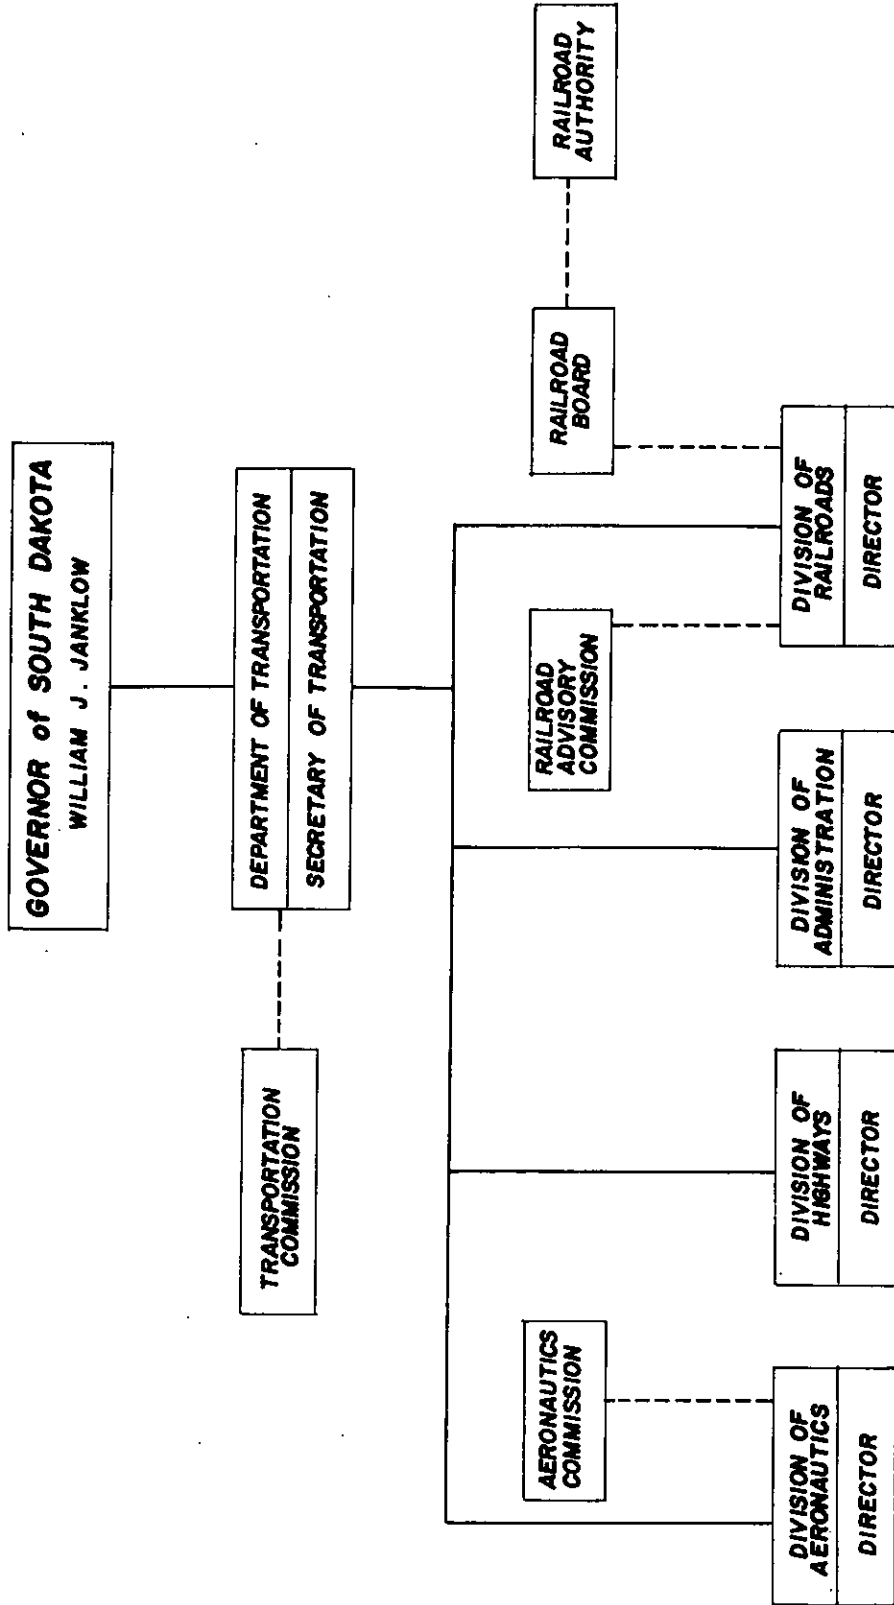 GOVERNOR of SOUTH DAKOTA
WILLIAM J. JANKLOW
DEPARTMENT OF TRANSPORTATION
SECRETARY OF TRANSPORTATION
TRANSPORTATION
COMMISSION
AERONAUTICS
COMMISSION
RAILROAD
ADVISORY
COMMISSION
RAILROAD
BOARD
RAILROAD
AUTHORITY
DIVISION OF
AERONAUTICS
DIRECTOR
DIVISION OF
HIGHWAYS
DIRECTOR
DIVISION OF
ADMINISTRATION
DIRECTOR
DIVISION OF
RAILROADS
DIRECTOR